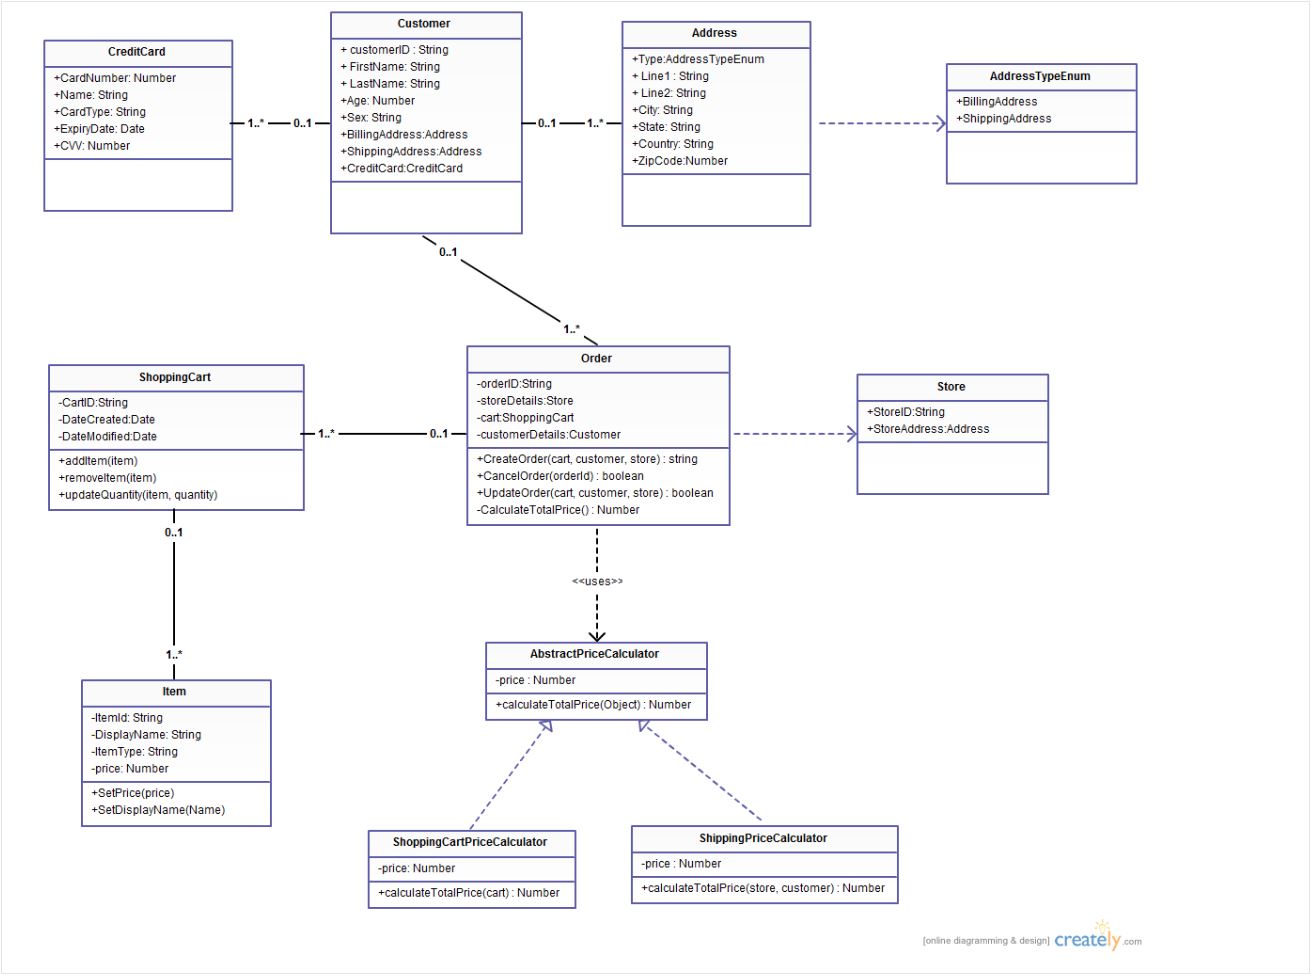 CreditCard
+CardNumber: Number
+Name: String
+CardType: String
+ExpiryDate: Date
+CVV: Number
1..*
0..1
Customer
+ customerID : String
+ FirstName: String
+ LastName: String
+Age: Number
+Sex: String
+BillingAddress:Address
+ShippingAddress:Address
+CreditCard:CreditCard
0..1
1..*
Address
+Type:AddressTypeEnum
+ Line1 : String
+ Line2: String
+City: String
+State: String
+Country: String
+ZipCode:Number
AddressTypeEnum
+BillingAddress
+ShippingAddress
0..1
1..*
ShoppingCart
-CartID:String
-DateCreated:Date
-DateModified:Date
+addItem(item)
+removeItem(item)
+updateQuantity(item, quantity)
1..*
0..1
Order
-orderID:String
-storeDetails:Store
-cart:ShoppingCart
-customerDetails:Customer
+CreateOrder(cart, customer, store) : string
+CancelOrder(orderId) : boolean
+UpdateOrder(cart, customer, store) : boolean
-CalculateTotalPrice() : Number
Store
+StoreID:String
+StoreAddress:Address
0..1
1..*
<<uses>>
Item
-ItemId: String
-DisplayName: String
-ItemType: String
-price: Number
+SetPrice(price)
+SetDisplayName(Name)
AbstractPriceCalculator
-price : Number
+calculateTotalPrice(Object) : Number
ShoppingCartPriceCalculator
-price: Number
+calculateTotalPrice(cart) : Number
ShippingPriceCalculator
-price : Number
+calculateTotalPrice(store, customer) : Number
[online diagramming & design] creately.com